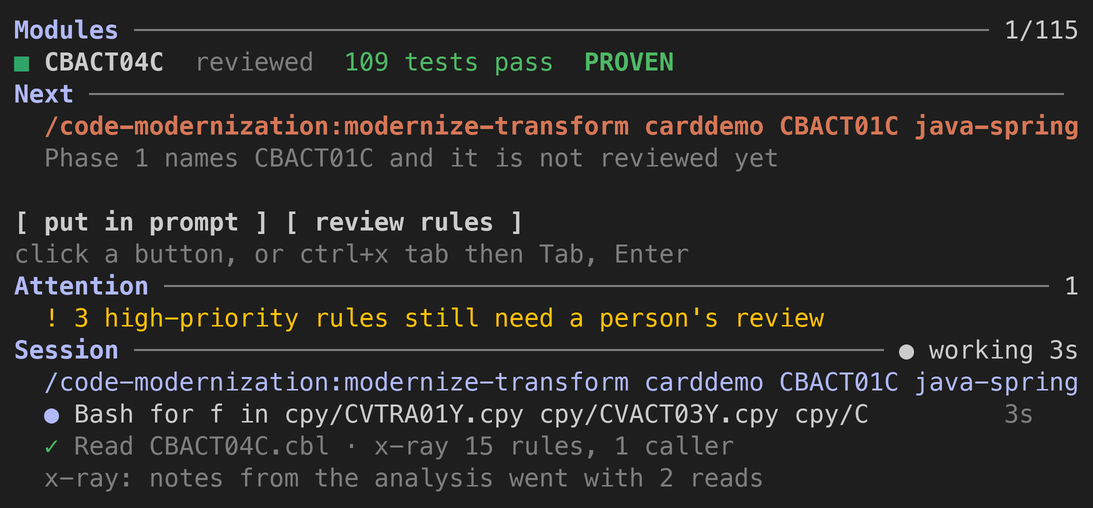 Modules 1/115
CBACT04C reviewed 109 tests pass PROVEN
Next
/code-modernization:modernize-transform carddemo CBACT01C java-spring
Phase 1 names CBACT01C and it is not reviewed yet
[ put in prompt ] [ review rules ]
click a button, or ctrl+x tab then Tab, Enter
Attention 1
! 3 high-priority rules still need a person's review
Session ● working 3s
/code-modernization:modernize-transform carddemo CBACT01C java-spring
● Bash for f in cpy/CVTRA01Y.cpy cpy/CVACT03Y.cpy cpy/C 3s
✓ Read CBACT04C.cbl · x-ray 15 rules, 1 caller
x-ray: notes from the analysis went with 2 reads